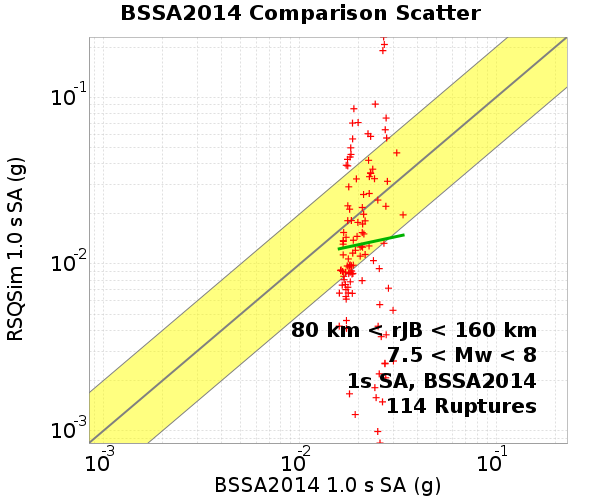 BSSA2014 Comparison Scatter
RSQSim 1.0 s SA (g)
10-1
10-2
10-3
80 km < rJB < 160 km
7.5 < Mw < 8
1s SA, BSSA2014
114 Ruptures
10-3 10-2 10-1
BSSA2014 1.0 s SA (g)